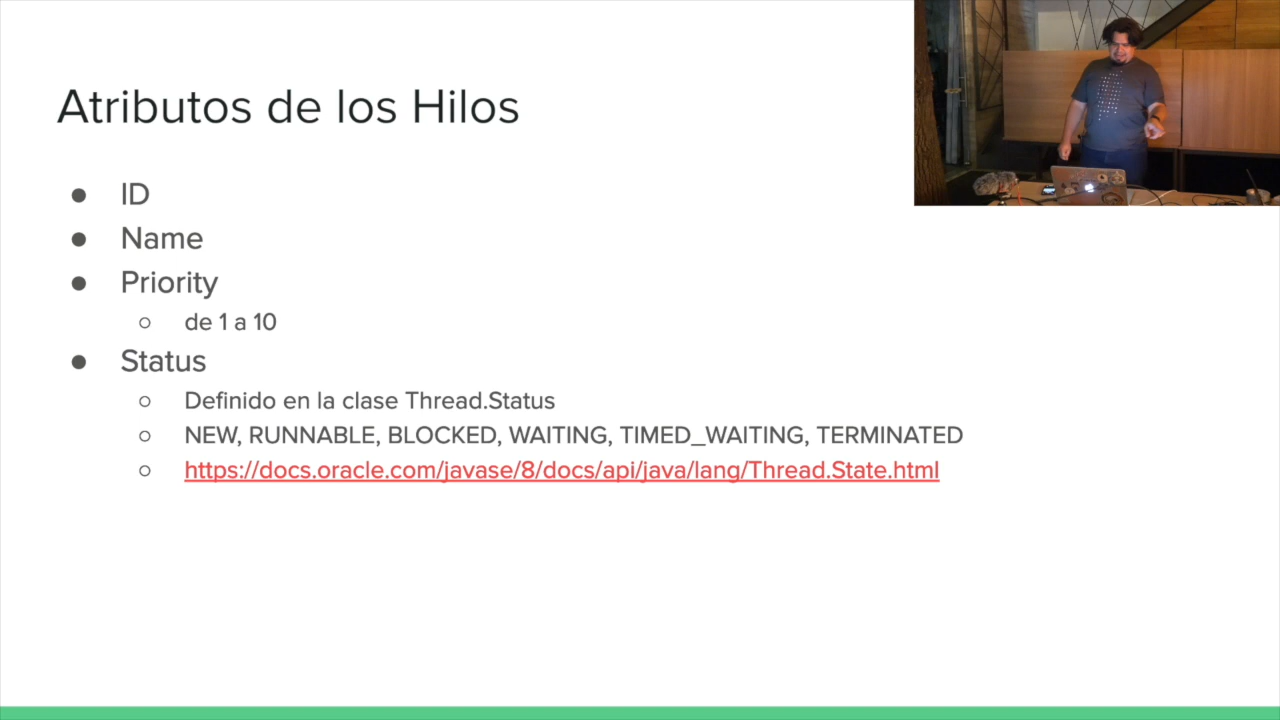 Atributos de los Hilos
ID
Name
Priority
de 1 a 10
Status
Definido en la clase Thread.Status
NEW, RUNNABLE, BLOCKED, WAITING, TIMED_WAITING, TERMINATED
https://docs.oracle.com/javase/8/docs/api/java/lang/Thread.State.html